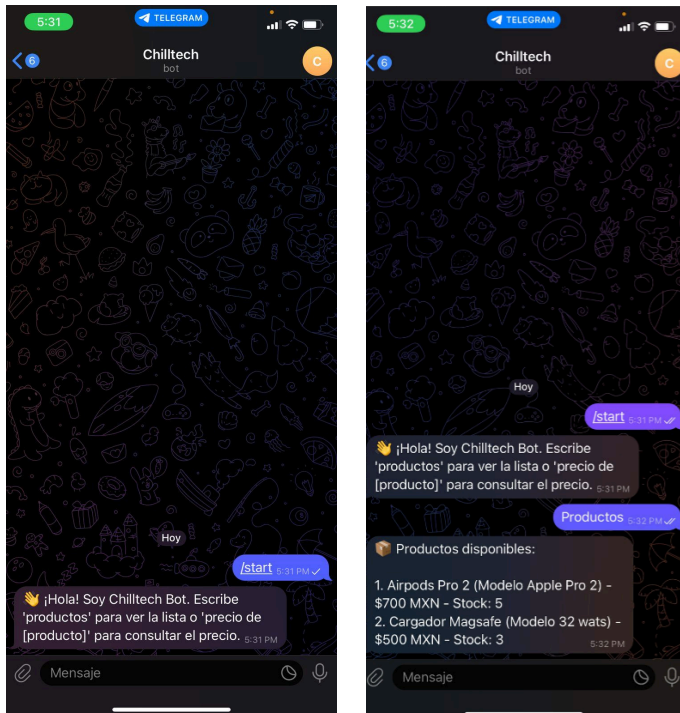 5:31
TELEGRAM
6
Chilltech
bot
C
Hoy
/start 5:31 PM
👋 ¡Hola! Soy Chilltech Bot. Escribe
'productos' para ver la lista o 'precio de
[producto]' para consultar el precio. 5:31 PM
Mensaje
5:32
TELEGRAM
6
Chilltech
bot
C
Hoy
/start 5:31 PM
👋 ¡Hola! Soy Chilltech Bot. Escribe
'productos' para ver la lista o 'precio de
[producto]' para consultar el precio. 5:31 PM
Productos 5:32 PM
📦 Productos disponibles:
1. Airpods Pro 2 (Modelo Apple Pro 2) -
$700 MXN - Stock: 5
2. Cargador Magsafe (Modelo 32 wats) -
$500 MXN - Stock: 3
5:32 PM
Mensaje